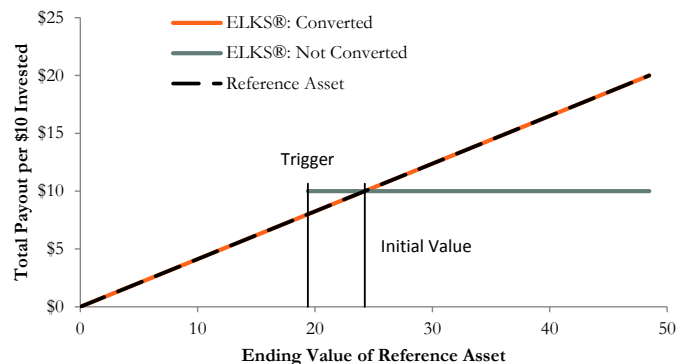 ELKS®: Converted
ELKS®: Not Converted
Reference Asset
Total Payout per $10 Invested
$25
$20
$15
$10
$5
$0
Trigger
Initial Value
0 10 20 30 40 50
Ending Value of Reference Asset